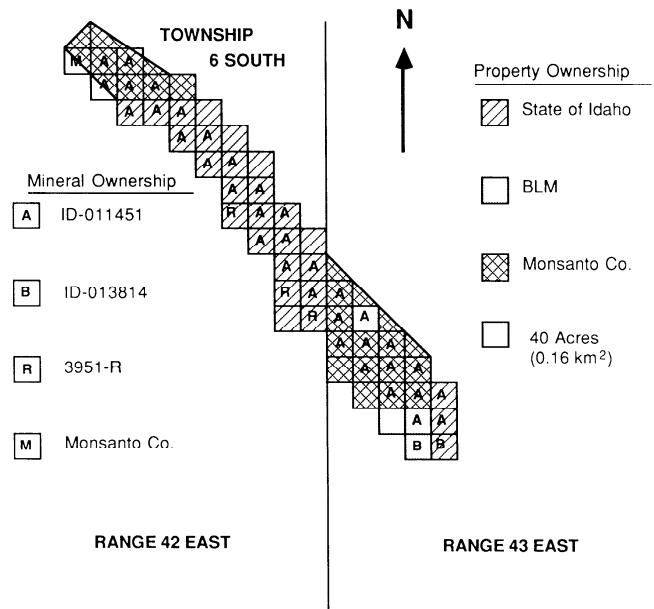 TOWNSHIP
6 SOUTH
N
M A A
A A A
A A A
A A
A A
A A
R A A
A A
A A
R A A
R A A
A A A
A A A
A A A
A A
B B
Mineral Ownership
A ID-011451
B ID-013814
R 3951-R
M Monsanto Co.
Property Ownership
State of Idaho
BLM
Monsanto Co.
40 Acres
(0.16 km²)
RANGE 42 EAST
RANGE 43 EAST